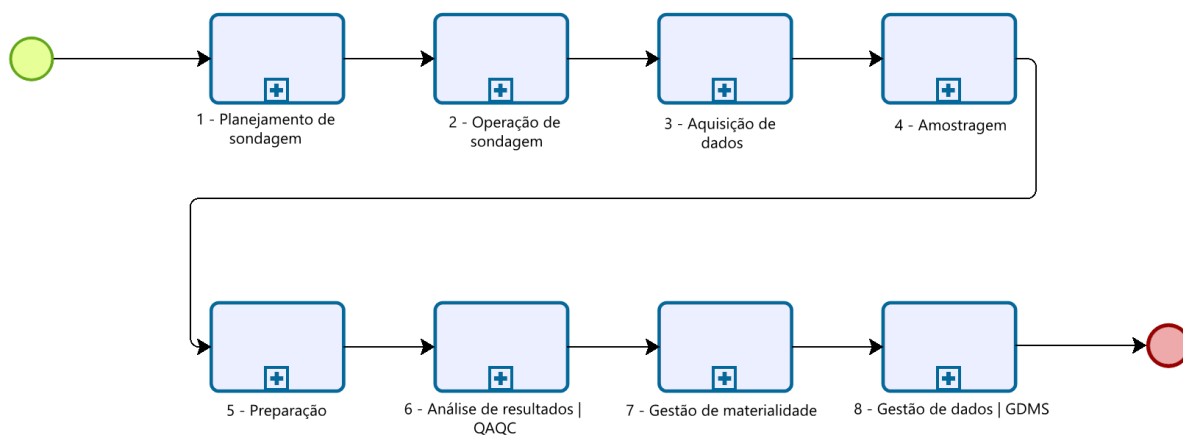 1 - Planejamento de
sondagem
2 - Operação de
sondagem
3 - Aquisição de
dados
4 - Amostragem
5 - Preparação
6 - Análise de resultados |
QAQC
7 - Gestão de materialidade
8 - Gestão de dados | GDMS